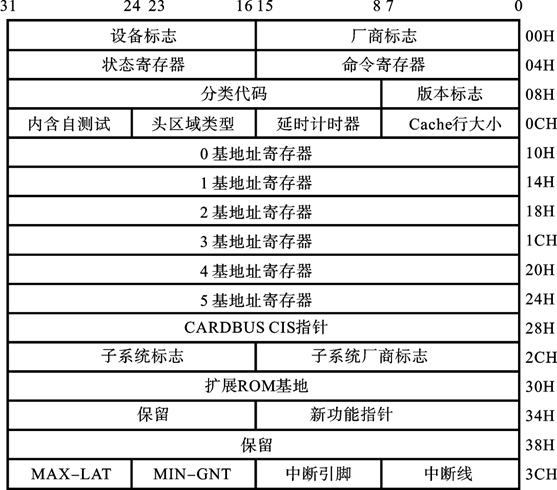 31 24 23 16 15 8 7 0
设备标志 厂商标志 00H
状态寄存器 命令寄存器 04H
分类代码 版本标志 08H
内含自测试 头区域类型 延时计时器 Cache行大小 0CH
0 基地址寄存器 10H
1 基地址寄存器 14H
2 基地址寄存器 18H
3 基地址寄存器 1CH
4 基地址寄存器 20H
5 基地址寄存器 24H
CARDBUS CIS指针 28H
子系统标志 子系统厂商标志 2CH
扩展ROM基地 30H
保留 新功能指针 34H
保留 38H
MAX-LAT MIN-GNT 中断引脚 中断线 3CH